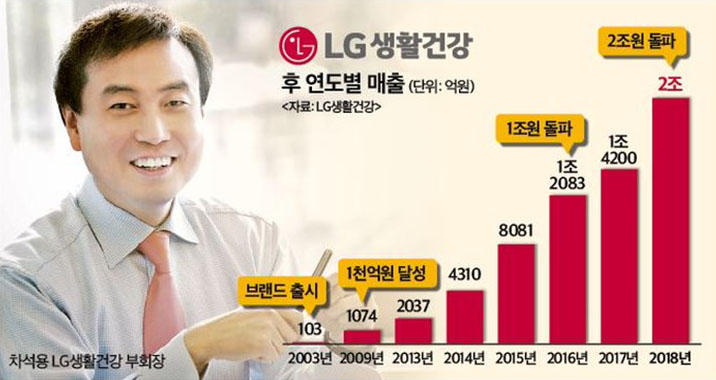 LG 생활건강
후 연도별 매출 (단위: 억원)
<자료: LG생활건강>
브랜드 출시
1천억원 달성
1조원 돌파
2조원 돌파
103
1074
2037
4310
8081
1조
2083
1조
4200
2조
2003년 2009년 2013년 2014년 2015년 2016년 2017년 2018년
차석용 LG생활건강 부회장